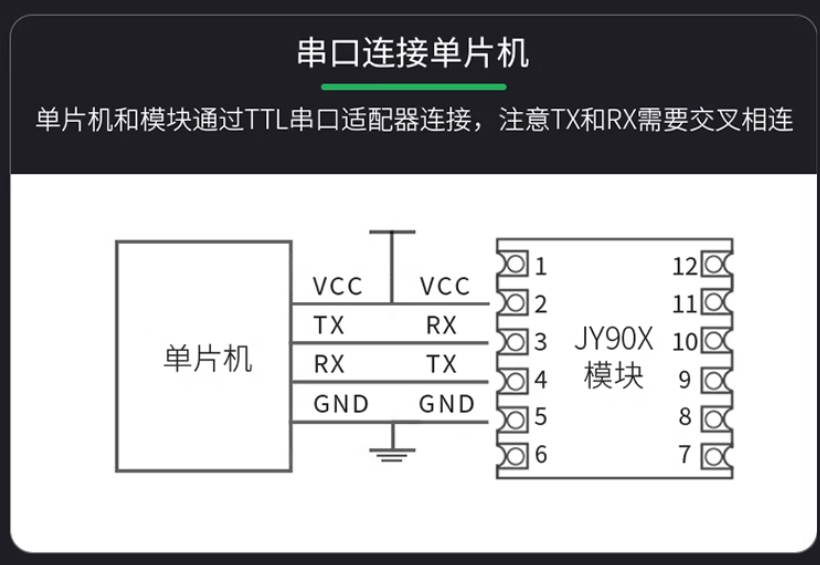 串口连接单片机
单片机和模块通过TTL串口适配器连接，注意TX和RX需要交叉相连
单片机
VCC VCC
TX RX
RX TX
GND GND
JY90X
模块
1
2
3
4
5
6
12
11
10
9
8
7